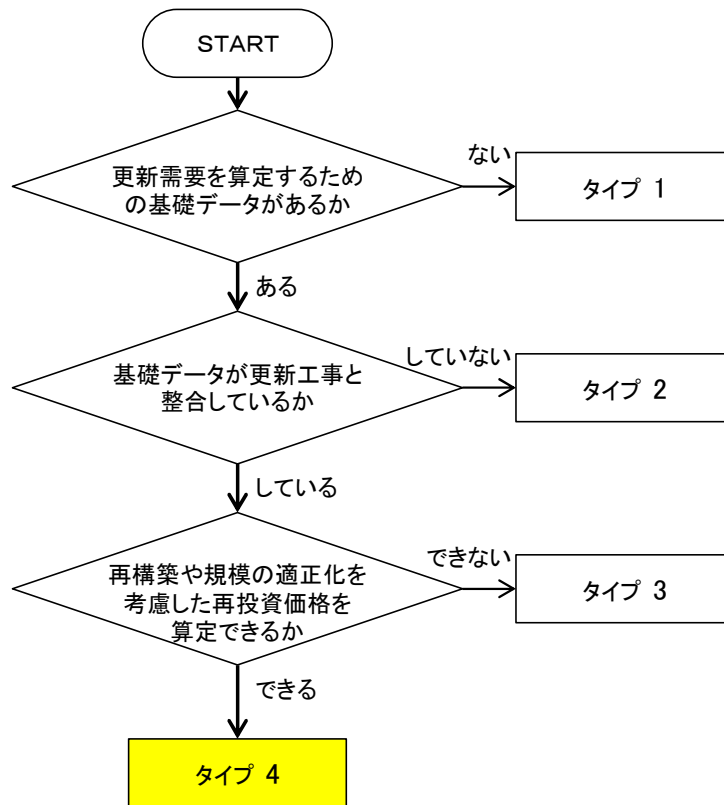 START
更新需要を算定するため
の基礎データがあるか
ない
タイプ 1
ある
基礎データが更新工事と
整合しているか
していない
タイプ 2
している
再構築や規模の適正化を
考慮した再投資価格を
算定できるか
できない
タイプ 3
できる
タイプ 4